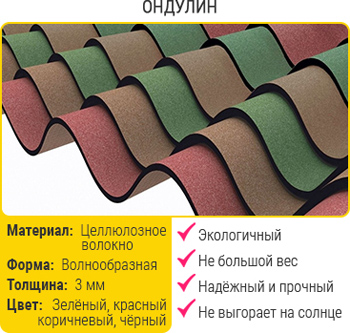 ОНДУЛИН
Материал: Целлюлозное
волокно
Форма: Волнообразная
Толщина: 3 мм
Цвет: Зелёный, красный
коричневый, чёрный
Экологичный
Не большой вес
Надёжный и прочный
Не выгорает на солнце